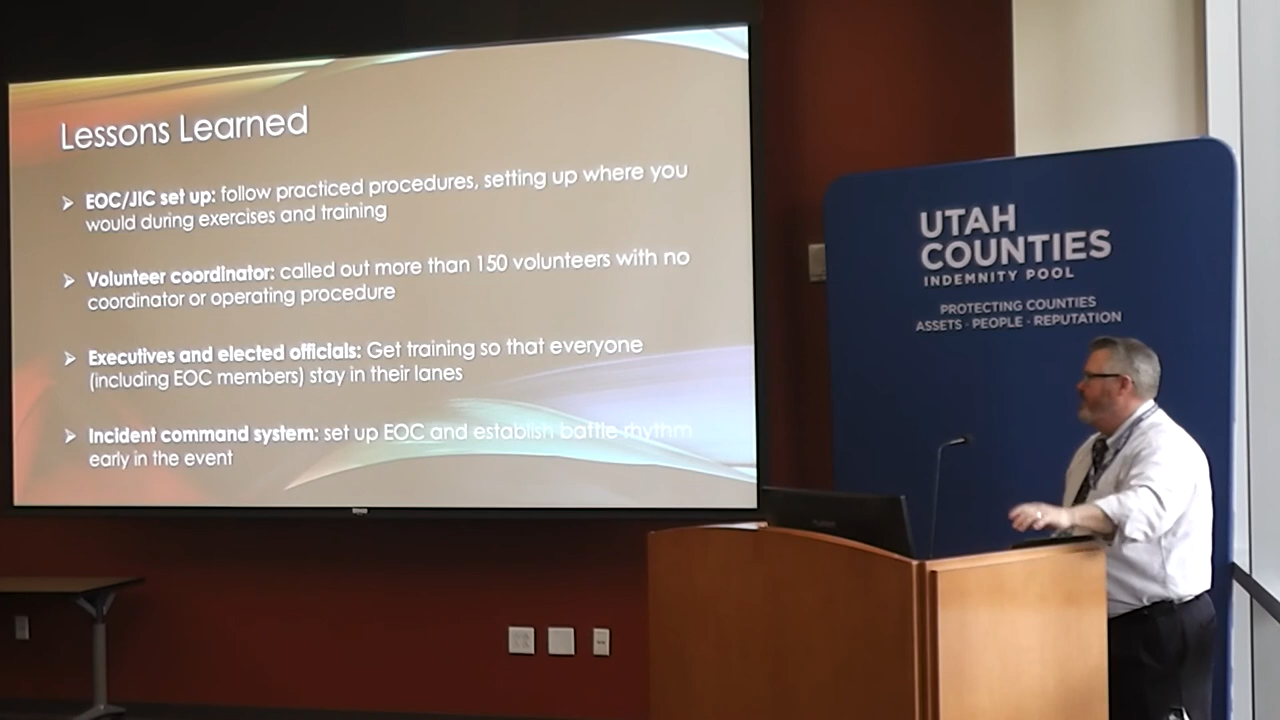 Lessons Learned
EOC/JIC set up: follow practiced procedures, setting up where you
would during exercises and training
Volunteer coordinator: called out more than 150 volunteers with no
coordinator or operating procedure
Executives and elected officials: Get training so that everyone
(including EOC members) stay in their lanes
Incident command system: set up EOC and establish battle rhythm
early in the event
UTAH
COUNTIES
INDEMNITY POOL
PROTECTING COUNTIES
ASSETS · PEOPLE · REPUTATION